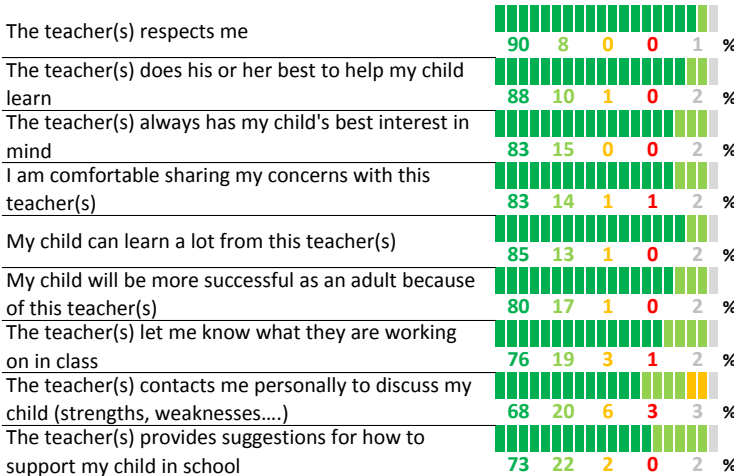 The teacher(s) respects me
90 8 0 0 1 %
The teacher(s) does his or her best to help my child
learn
88 10 1 0 2 %
The teacher(s) always has my child's best interest in
mind
83 15 0 0 2 %
I am comfortable sharing my concerns with this
teacher(s)
83 14 1 1 2 %
My child can learn a lot from this teacher(s)
85 13 1 0 2 %
My child will be more successful as an adult because
of this teacher(s)
80 17 1 0 2 %
The teacher(s) let me know what they are working
on in class
76 19 3 1 2 %
The teacher(s) contacts me personally to discuss my
child (strengths, weaknesses....)
68 20 6 3 3 %
The teacher(s) provides suggestions for how to
support my child in school
73 22 2 0 2 %